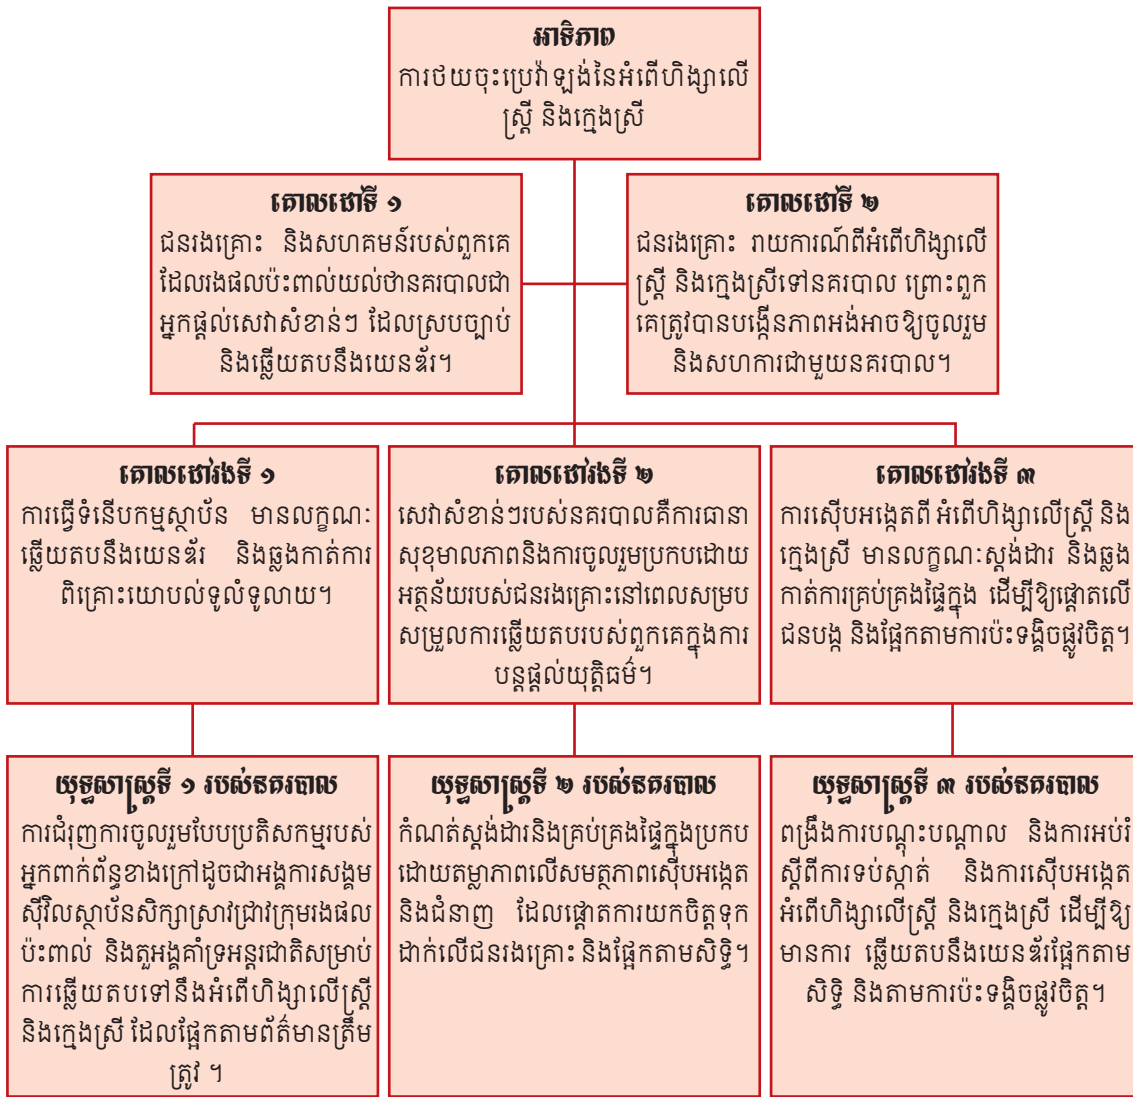 អាទិភាព
ការថយចុះប្រេវ៉ាឡង់នៃអំពើហិង្សាលើ
ស្ត្រី និងក្មេងស្រី
គោលដៅទី ១
ជនរងគ្រោះ និងសហគមន៍របស់ពួកគេ
ដែលរងផលប៉ះពាល់យល់ឋានគរបាលជា
អ្នកផ្តល់សេវាសំខាន់ៗ ដែលស្របច្បាប់
និងឆ្លើយតបនឹងយេនឌ័រ។
គោលដៅទី ២
ជនរងគ្រោះ រាយការណ៍ពីអំពើហិង្សាលើ
ស្ត្រី និងក្មេងស្រីទៅនគរបាល ព្រោះពួក
គេត្រូវបានបង្កើនភាពអង់អាចឱ្យចូលរួម
និងសហការជាមួយនគរបាល។
គោលដៅរងទី ១
ការធ្វើទំនើបកម្មស្ថាប័ន មានលក្ខណៈ
ឆ្លើយតបនឹងយេនឌ័រ និងឆ្លងកាត់ការ
ពិគ្រោះយោបល់ទូលំទូលាយ។
គោលដៅរងទី ២
សេវាសំខាន់ៗរបស់នគរបាលគឺការធានា
សុខុមាលភាពនិងការចូលរួមប្រកបដោយ
អត្ថន័យរបស់ជនរងគ្រោះនៅពេលសម្រប
សម្រួលការឆ្លើយតបរបស់ពួកគេក្នុងការ
បន្តផ្តល់យុត្តិធម៌។
គោលដៅរងទី ៣
ការស៊ើបអង្កេតពី អំពើហិង្សាលើស្ត្រី និង
ក្មេងស្រី មានលក្ខណៈស្តង់ដារ និងឆ្លង
កាត់ការគ្រប់គ្រងផ្ទៃក្នុង ដើម្បីឱ្យផ្តោតលើ
ជនបង្ក និងផ្អែកតាមការប៉ះទង្គិចផ្លូវចិត្ត។
យុទ្ធសាស្ត្រទី ១ របស់នគរបាល
ការជំរុញការចូលរួមបែបប្រតិសកម្មរបស់
អ្នកពាក់ព័ន្ធខាងក្រៅដូចជាអង្គការសង្គម
ស៊ីវិលស្ថាប័នសិក្សាស្រាវជ្រាវក្រុមរងផល
ប៉ះពាល់ និងតួអង្គគាំទ្រអន្តរជាតិសម្រាប់
ការឆ្លើយតបទៅនឹងអំពើហិង្សាលើស្ត្រី
និងក្មេងស្រី ដែលផ្អែកតាមព័ត៌មានត្រឹម
ត្រូវ ។
យុទ្ធសាស្ត្រទី ២ របស់នគរបាល
កំណត់ស្តង់ដារនិងគ្រប់គ្រងផ្ទៃក្នុងប្រកប
ដោយតម្លាភាពលើសមត្ថភាពស៊ើបអង្កេត
និងជំនាញ ដែលផ្តោតការយកចិត្តទុក
ដាក់លើជនរងគ្រោះ និងផ្អែកតាមសិទ្ធិ។
យុទ្ធសាស្ត្រទី ៣ របស់នគរបាល
ពង្រឹងការបណ្តុះបណ្តាល និងការអប់រំ
ស្តីពីការទប់ស្កាត់ និងការស៊ើបអង្កេត
អំពើហិង្សាលើស្ត្រី និងក្មេងស្រី ដើម្បីឱ្យ
មានការ ឆ្លើយតបនឹងយេនឌ័រផ្អែកតាម
សិទ្ធិ និងតាមការប៉ះទង្គិចផ្លូវចិត្ត។